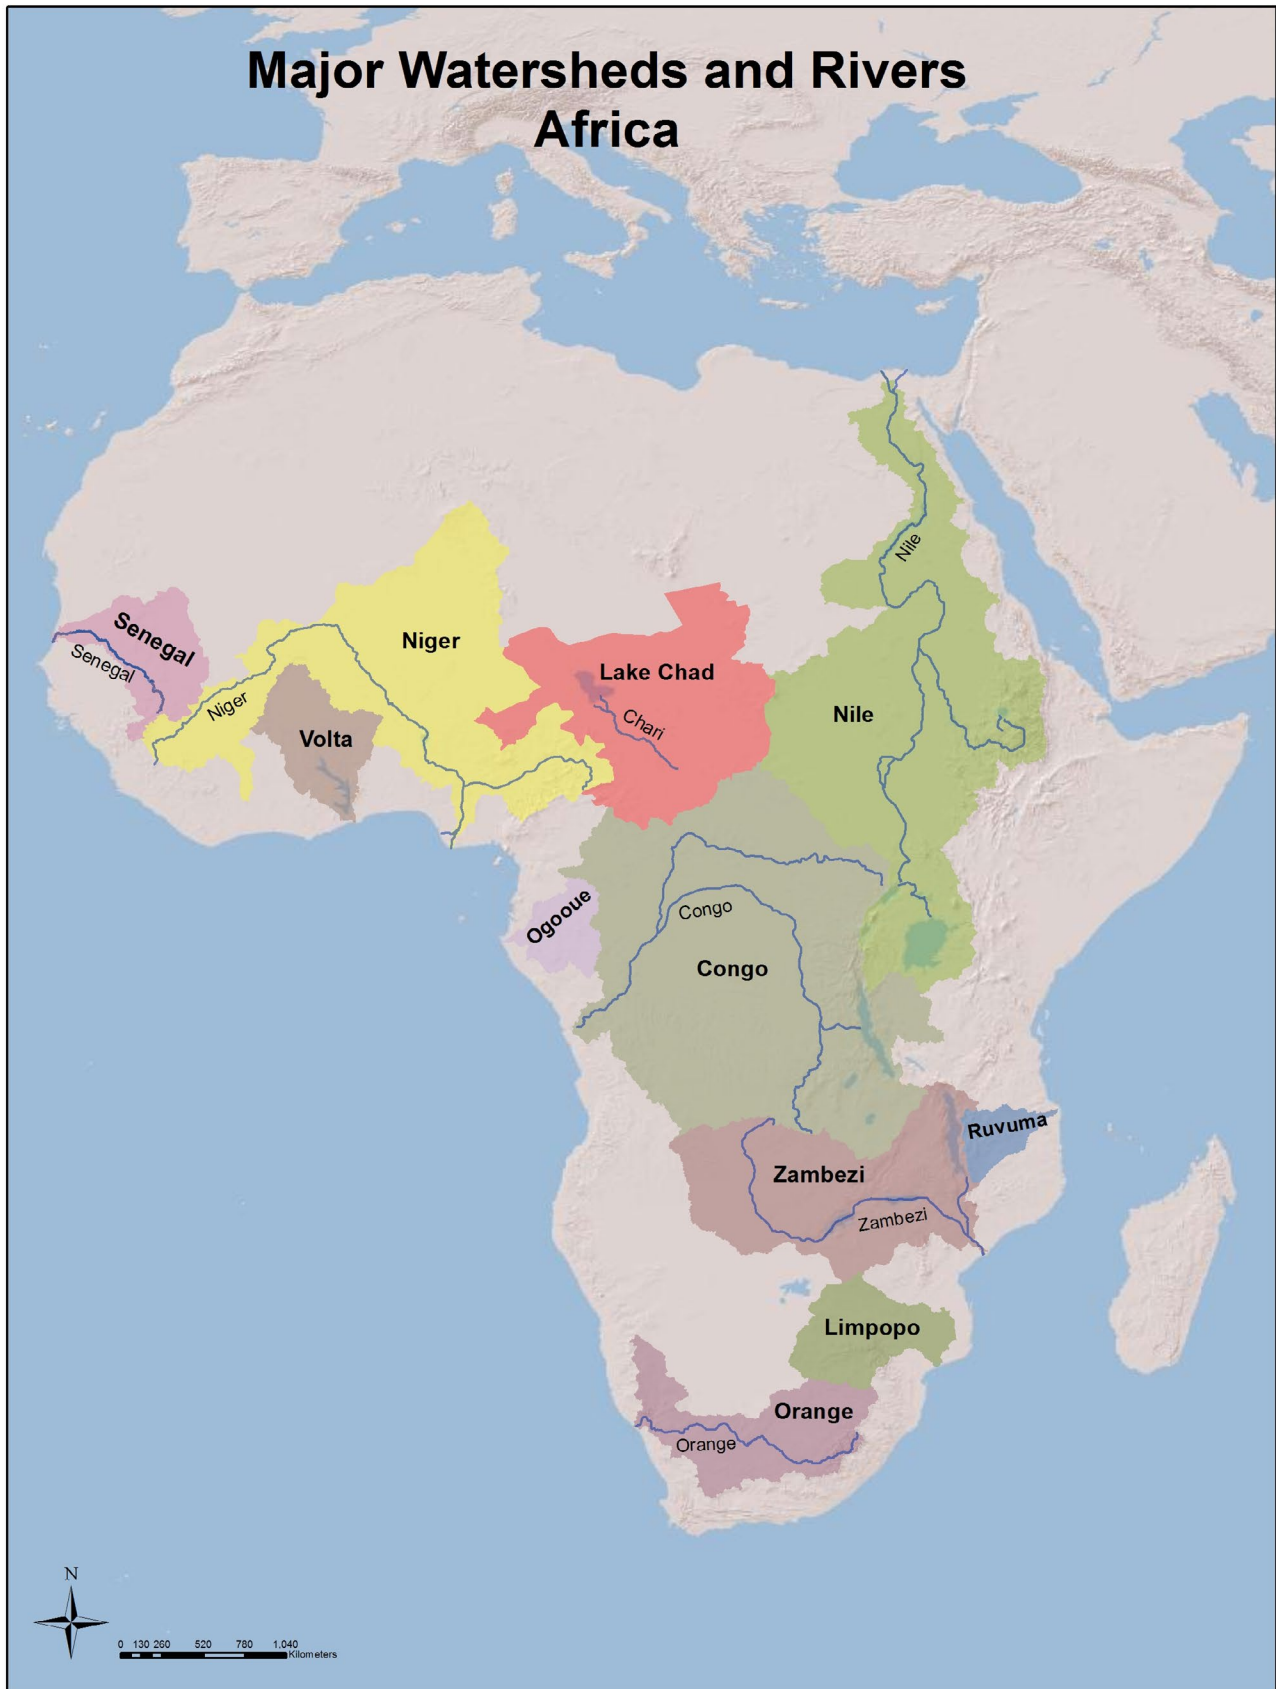 Major Watersheds and Rivers
Africa
Nile
Senegal
Senegal
Niger
Niger
Lake Chad
Chari
Nile
Volta
Ogooue
Congo
Congo
Ruvuma
Zambezi
Zambezi
Limpopo
Orange
Orange
N
0 130 260 520 780 1,040
Kilometers